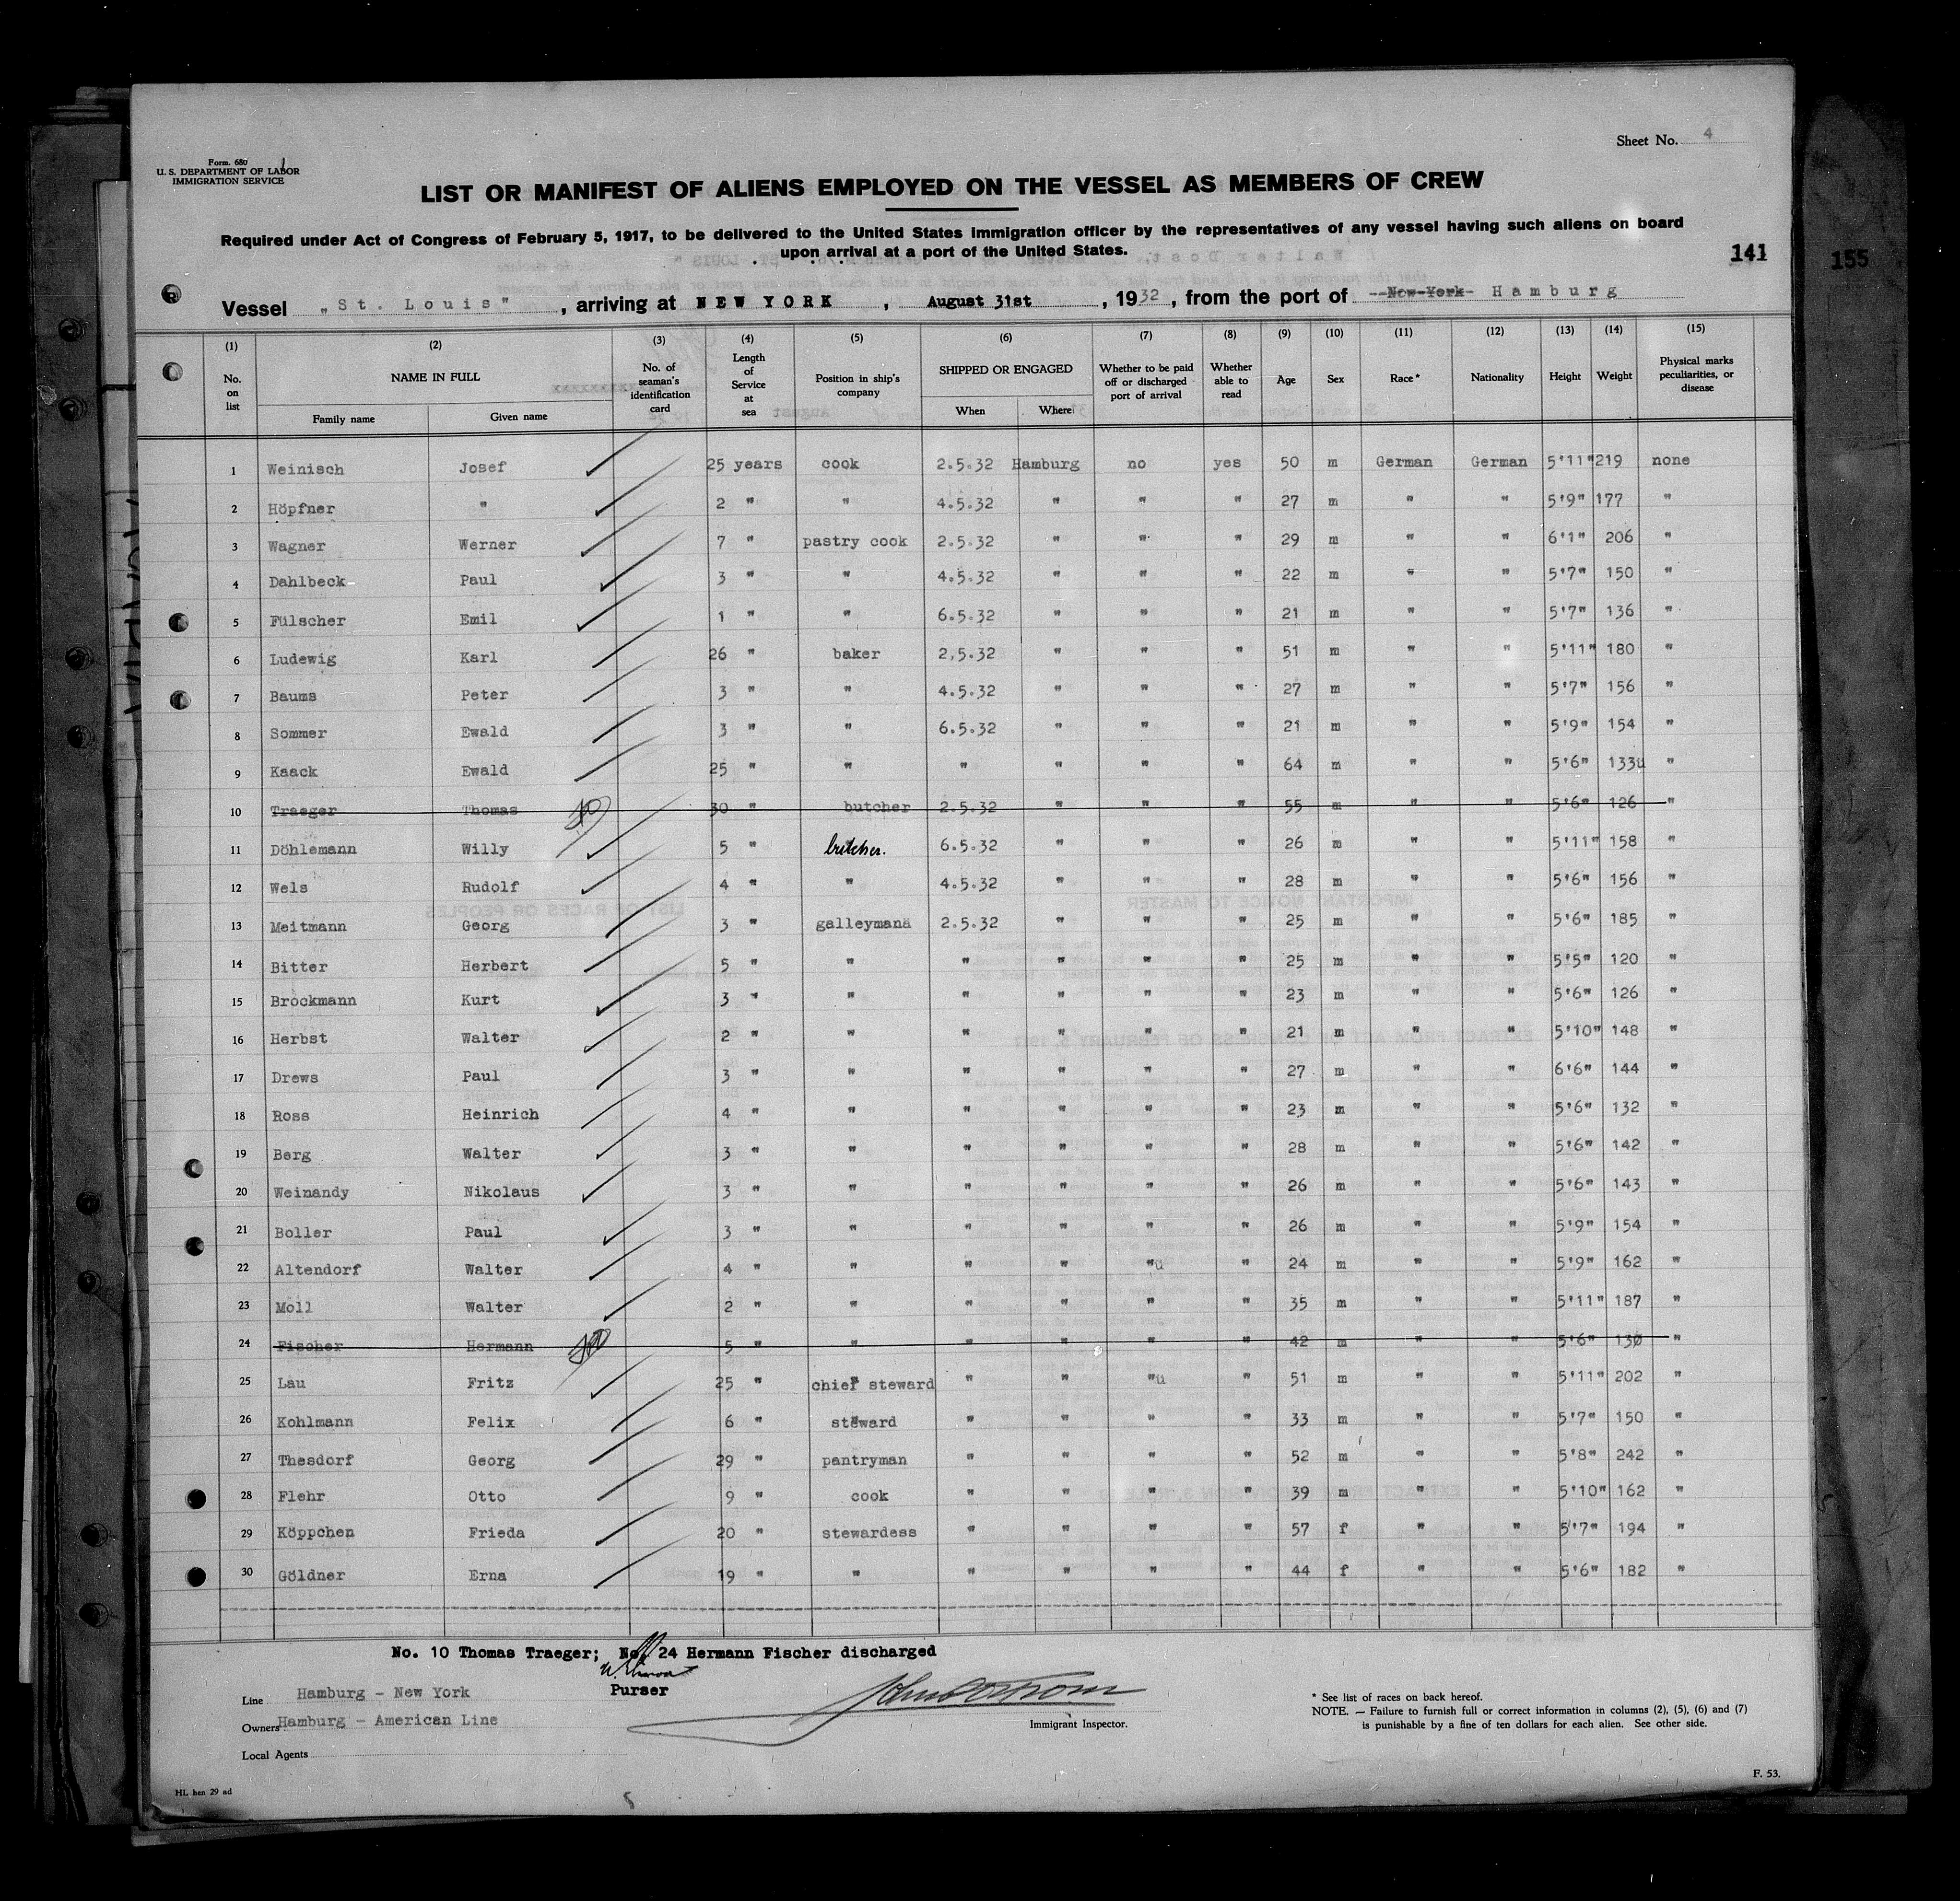 Sheet No. 4
Form. 680
U. S. DEPARTMENT OF LABOR
IMMIGRATION SERVICE
LIST OR MANIFEST OF ALIENS EMPLOYED ON THE VESSEL AS MEMBERS OF CREW
Required under Act of Congress of February 5, 1917, to be delivered to the United States immigration officer by the representatives of any vessel having such aliens on board
upon arrival at a port of the United States.
141
155
Vessel „St. Louis" , arriving at NEW YORK , August 31st , 1932 , from the port of --New-York- Hamburg
(1) (2) (3) (4) (5) (6) (7) (8) (9) (10) (11) (12) (13) (14) (15)
No. on list NAME IN FULL Family name Given name No. of seaman's identification card Length of Service at sea Position in ship's company SHIPPED OR ENGAGED When Where Whether to be paid off or discharged port of arrival Whether able to read Age Sex Race* Nationality Height Weight Physical marks peculiarities, or disease
1 Weinisch Josef 25 years cook 2.5.32 Hamburg no yes 50 m German German 5'11" 219 none
2 Höpfner " 2 " " 4.5.32 " " " 27 m " " 5'9" 177 "
3 Wagner Werner 7 " pastry cook 2.5.32 " " " 29 m " " 6'1" 206 "
4 Dahlbeck Paul 3 " " 4.5.32 " " " 22 m " " 5'7" 150 "
5 Fülscher Emil 1 " " 6.5.32 " " " 21 m " " 5'7" 136 "
6 Ludewig Karl 26 " baker 2,5.32 " " " 51 m " " 5'11" 180 "
7 Baums Peter 3 " " 4.5.32 " " " 27 m " " 5'7" 156 "
8 Sommer Ewald 3 " " 6.5.32 " " " 21 m " " 5'9" 154 "
9 Kaack Ewald 25 " " " " " " 64 m " " 5'6" 133ü "
10 Traeger Thomas 30 " butcher 2.5.32 " " " 55 m " " 5'6" 126 "
11 Döhlemann Willy 5 " butcher. 6.5.32 " " " 26 m " " 5'11" 158 "
12 Wels Rudolf 4 " " 4.5.32 " " " 28 m " " 5'6" 156 "
13 Meitmann Georg 3 " galleymanä 2.5.32 " " " 25 m " " 5'6" 185 "
14 Bitter Herbert 5 " " " " " " 25 m " " 5'5" 120 "
15 Bröckmann Kurt 3 " " " " " " 23 m " " 5'6" 126 "
16 Herbst Walter 2 " " " " " " 21 m " " 5'10" 148 "
17 Drews Paul 3 " " " " " " 27 m " " 6'6" 144 "
18 Ross Heinrich 4 " " " " " " 23 m " " 5'6" 132 "
19 Berg Walter 3 " " " " " " 28 m " " 5'6" 142 "
20 Weinandy Nikolaus 3 " " " " " " 26 m " " 5'6" 143 "
21 Boller Paul 3 " " " " " " 26 m " " 5'9" 154 "
22 Altendorf Walter 4 " " " " "ü " 24 m " " 5'9" 162 "
23 Moll Walter 2 " " " " " " 35 m " " 5'11" 187 "
24 Fischer Hermann 5 " " " " " " 42 m " " 5'6" 130 "
25 Lau Fritz 25 " chief steward " " "ü " 51 m " " 5'11" 202 "
26 Kohlmann Felix 6 " steward " " " " 33 m " " 5'7" 150 "
27 Thesdorf Georg 29 " pantryman " " " " 52 m " " 5'8" 242 "
28 Flehr Otto 9 " cook " " " " 39 m " " 5'10" 162 "
29 Köppchen Frieda 20 " stewardess " " " " 57 f " " 5'7" 194 "
30 Göldner Erna 19 " " " " " " 44 f " " 5'6" 182 "
No. 10 Thomas Traeger; No. 24 Hermann Fischer discharged
Purser
Line Hamburg - New York
Owners Hamburg - American Line
Local Agents
Immigrant Inspector.
* See list of races on back hereof.
NOTE. — Failure to furnish full or correct information in columns (2), (5), (6) and (7)
is punishable by a fine of ten dollars for each alien. See other side.
HL hen 29 ad
F. 53.